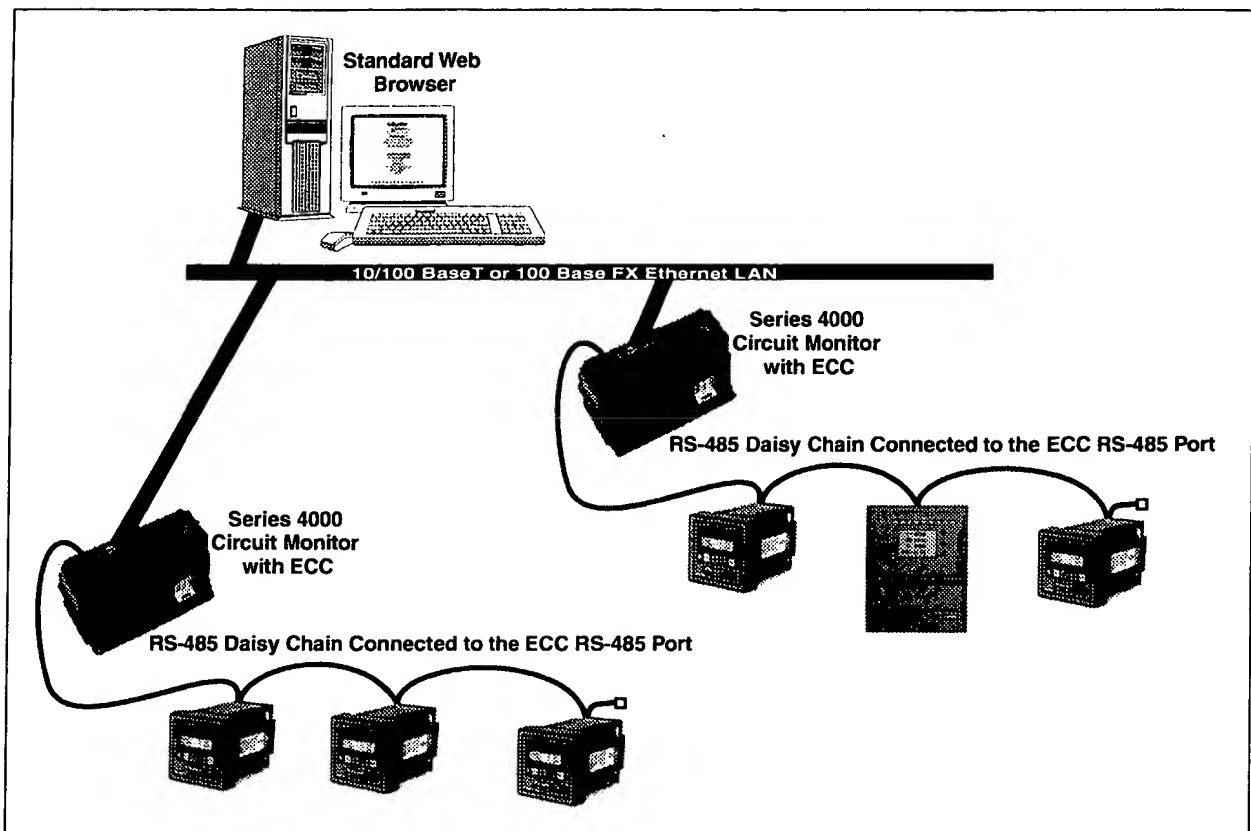 Standard Web
Browser
10/100 BaseT or 100 Base FX Ethernet LAN
Series 4000
Circuit Monitor
with ECC
RS-485 Daisy Chain Connected to the ECC RS-485 Port
Series 4000
Circuit Monitor
with ECC
RS-485 Daisy Chain Connected to the ECC RS-485 Port